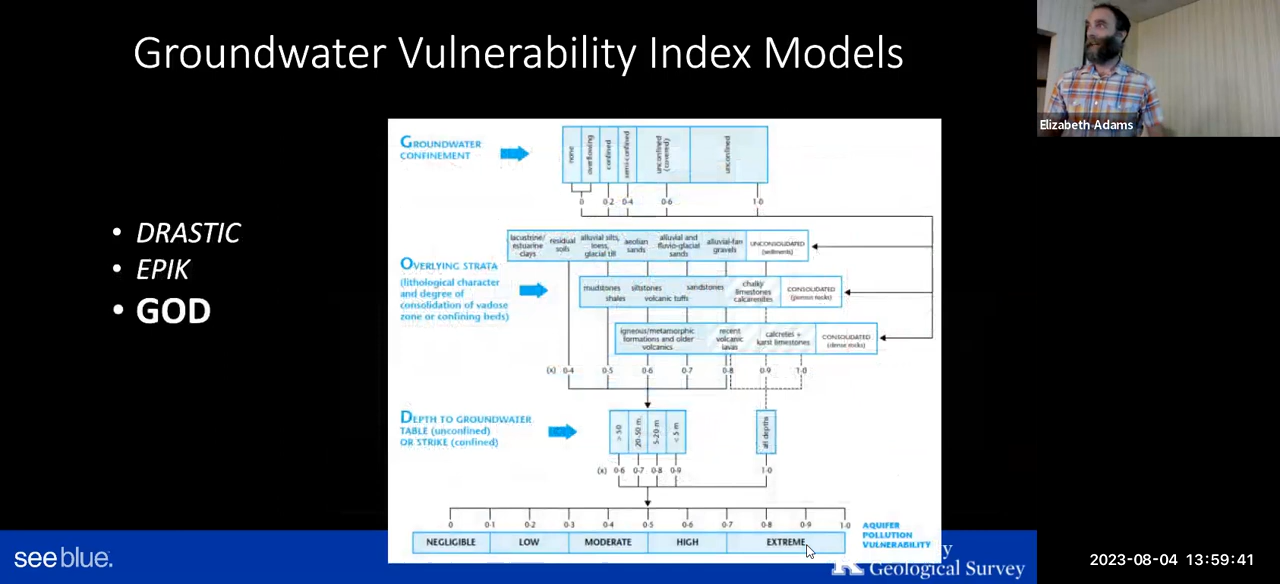 Groundwater Vulnerability Index Models
Elizabeth Adams
• DRASTIC
• EPIK
• GOD
GROUNDWATER
CONFINEMENT
none
overflowing
confined
semi-confined
unconfined
(covered)
unconfined
0 0·2 0·4 0·6 1·0
OVERLYING STRATA
(lithological character
and degree of
consolidation of vadose
zone or confining beds)
lacustrine/
estuarine
clays
residual
soils
alluvial silts,
loess,
glacial till
aeolian
sands
alluvial and
fluvio-glacial
sands
alluvial-fan
gravels
UNCONSOLIDATED
(sediments)
mudstones
shales
siltstones
volcanic tuffs
sandstones
chalky
limestones
calcarenites
CONSOLIDATED
(porous rocks)
igneous/metamorphic
formations and older
volcanics
recent
volcanic
lavas
calcretes +
karst limestones
CONSOLIDATED
(dense rocks)
(x) 0·4 0·5 0·6 0·7 0·8 0·9 1·0
DEPTH TO GROUNDWATER
TABLE (unconfined)
OR STRIKE (confined)
> 50
20-50 m.
5-20 m
< 5 m
all depths
(x) 0·6 0·7 0·8 0·9 1·0
0 0·1 0·2 0·3 0·4 0·5 0·6 0·7 0·8 0·9 1·0
NEGLIGIBLE LOW MODERATE HIGH EXTREME
AQUIFER
POLLUTION
VULNERABILITY
seeblue.
y
Geological Survey
2023-08-04 13:59:41